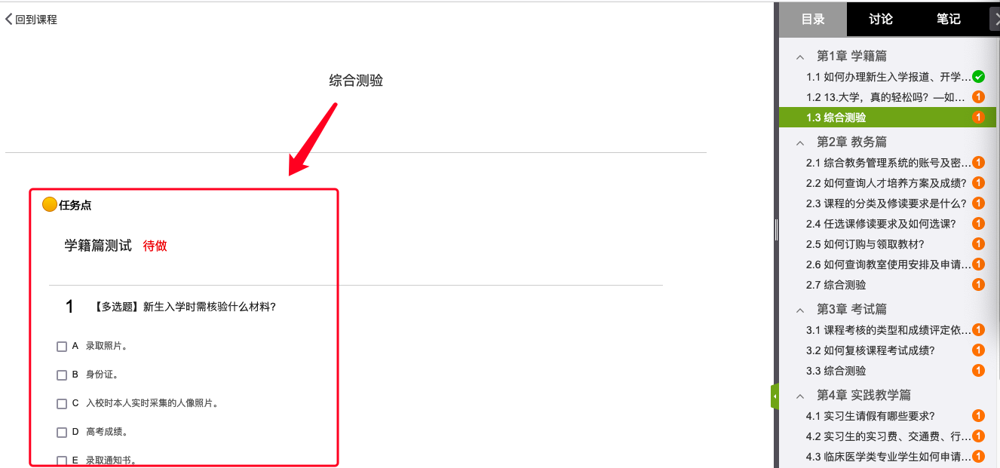 回到课程
综合测验
任务点
学籍篇测试 待做
1 【多选题】新生入学时需核验什么材料?
A 录取照片。
B 身份证。
C 入校时本人实时采集的人像照片。
D 高考成绩。
E 录取通知书。
目录 讨论 笔记
第1章 学籍篇
1.1 如何办理新生入学报道、开学...
1.2 13.大学，真的轻松吗？—如... 1
1.3 综合测验 1
第2章 教务篇
2.1 综合教务管理系统的账号及密... 1
2.2 如何查询人才培养方案及成绩? 1
2.3 课程的分类及修读要求是什么? 1
2.4 任选课修读要求及如何选课? 1
2.5 如何订购与领取教材? 1
2.6 如何查询教室使用安排及申请... 1
2.7 综合测验 1
第3章 考试篇
3.1 课程考核的类型和成绩评定依... 1
3.2 如何复核课程考试成绩? 1
3.3 综合测验 1
第4章 实践教学篇
4.1 实习生请假有哪些要求? 1
4.2 实习生的实习费、交通费、行... 1
4.3 临床医学类专业学生如何申请... 1